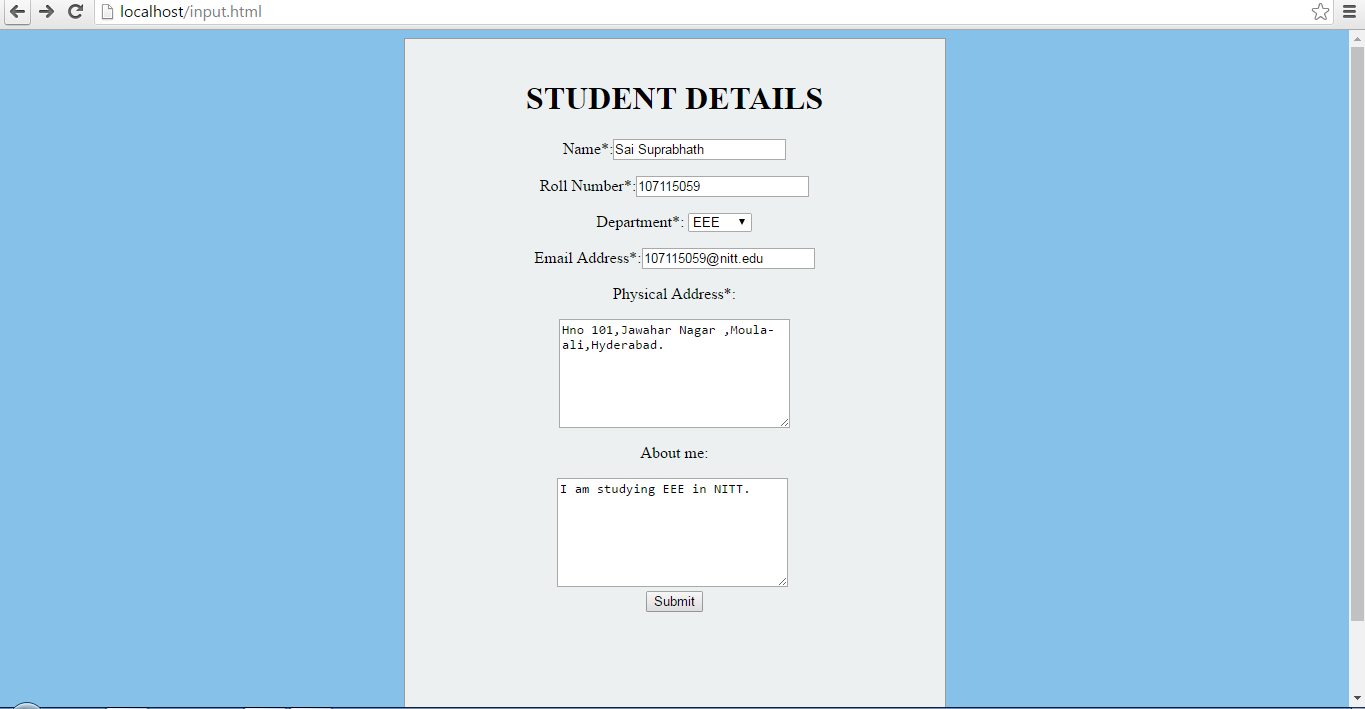 localhost/input.html
STUDENT DETAILS
Name*:Sai Suprabhath
Roll Number*:107115059
Department*: EEE
Email Address*:107115059@nitt.edu
Physical Address*:
Hno 101,Jawahar Nagar ,Moula-
ali,Hyderabad.
About me:
I am studying EEE in NITT.
Submit